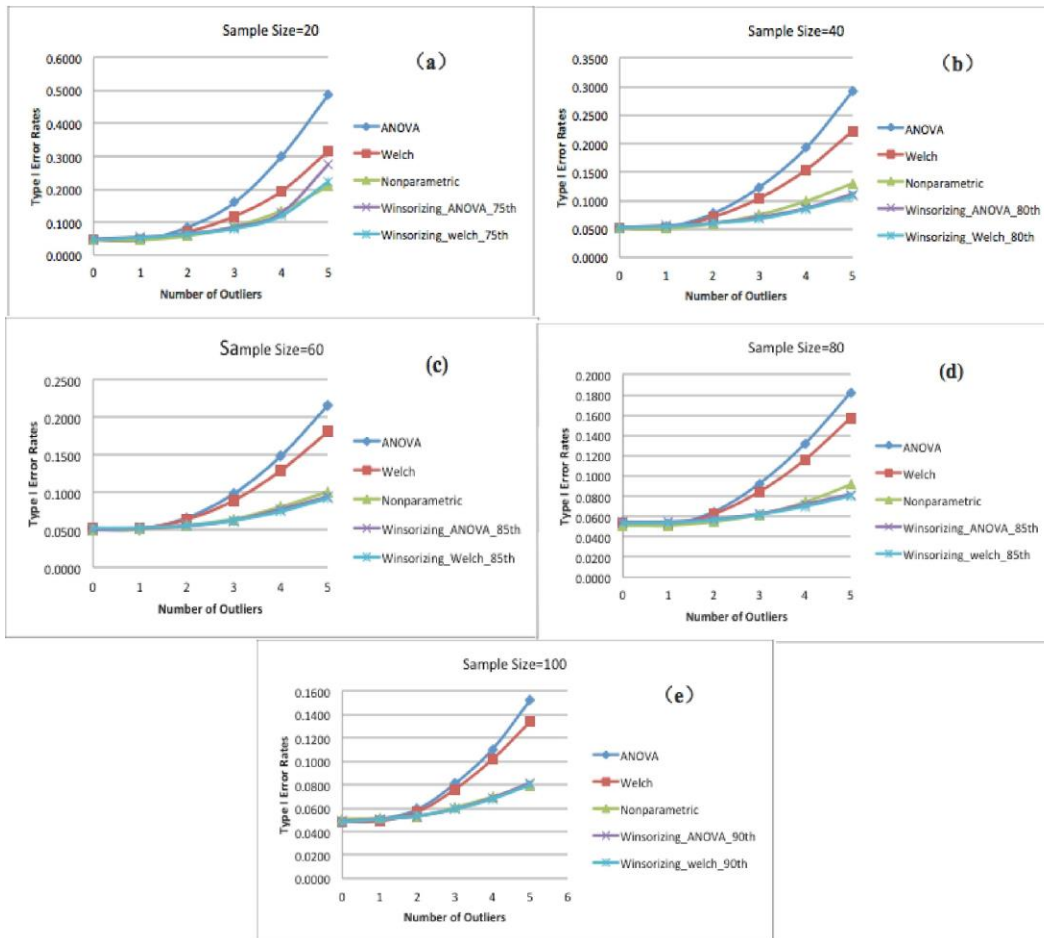 Sample Size=20
(a)
Type I Error Rates
0.6000
0.5000
0.4000
0.3000
0.2000
0.1000
0.0000
0 1 2 3 4 5
Number of Outliers
ANOVA
Welch
Nonparametric
Winsorizing_ANOVA_75th
Winsorizing_welch_75th
Sample Size=40
(b)
Type I Error Rates
0.3500
0.3000
0.2500
0.2000
0.1500
0.1000
0.0500
0.0000
0 1 2 3 4 5
Number of Outliers
ANOVA
Welch
Nonparametric
Winsorizing_ANOVA_80th
Winsorizing_Welch_80th
Sample Size=60
(c)
Type I Error Rates
0.2500
0.2000
0.1500
0.1000
0.0500
0.0000
0 1 2 3 4 5
Number of Outliers
ANOVA
Welch
Nonparametric
Winsorizing_ANOVA_85th
Winsorizing_Welch_85th
Sample Size=80
(d)
Type I Error Rates
0.2000
0.1800
0.1600
0.1400
0.1200
0.1000
0.0800
0.0600
0.0400
0.0200
0.0000
0 1 2 3 4 5
Number of Outliers
ANOVA
Welch
Nonparametric
Winsorizing_ANOVA_85th
Winsorizing_welch_85th
Sample Size=100
(e)
Type I Error Rates
0.1600
0.1400
0.1200
0.1000
0.0800
0.0600
0.0400
0.0200
0.0000
0 1 2 3 4 5 6
Number of Outliers
ANOVA
Welch
Nonparametric
Winsorizing_ANOVA_90th
Winsorizing_welch_90th